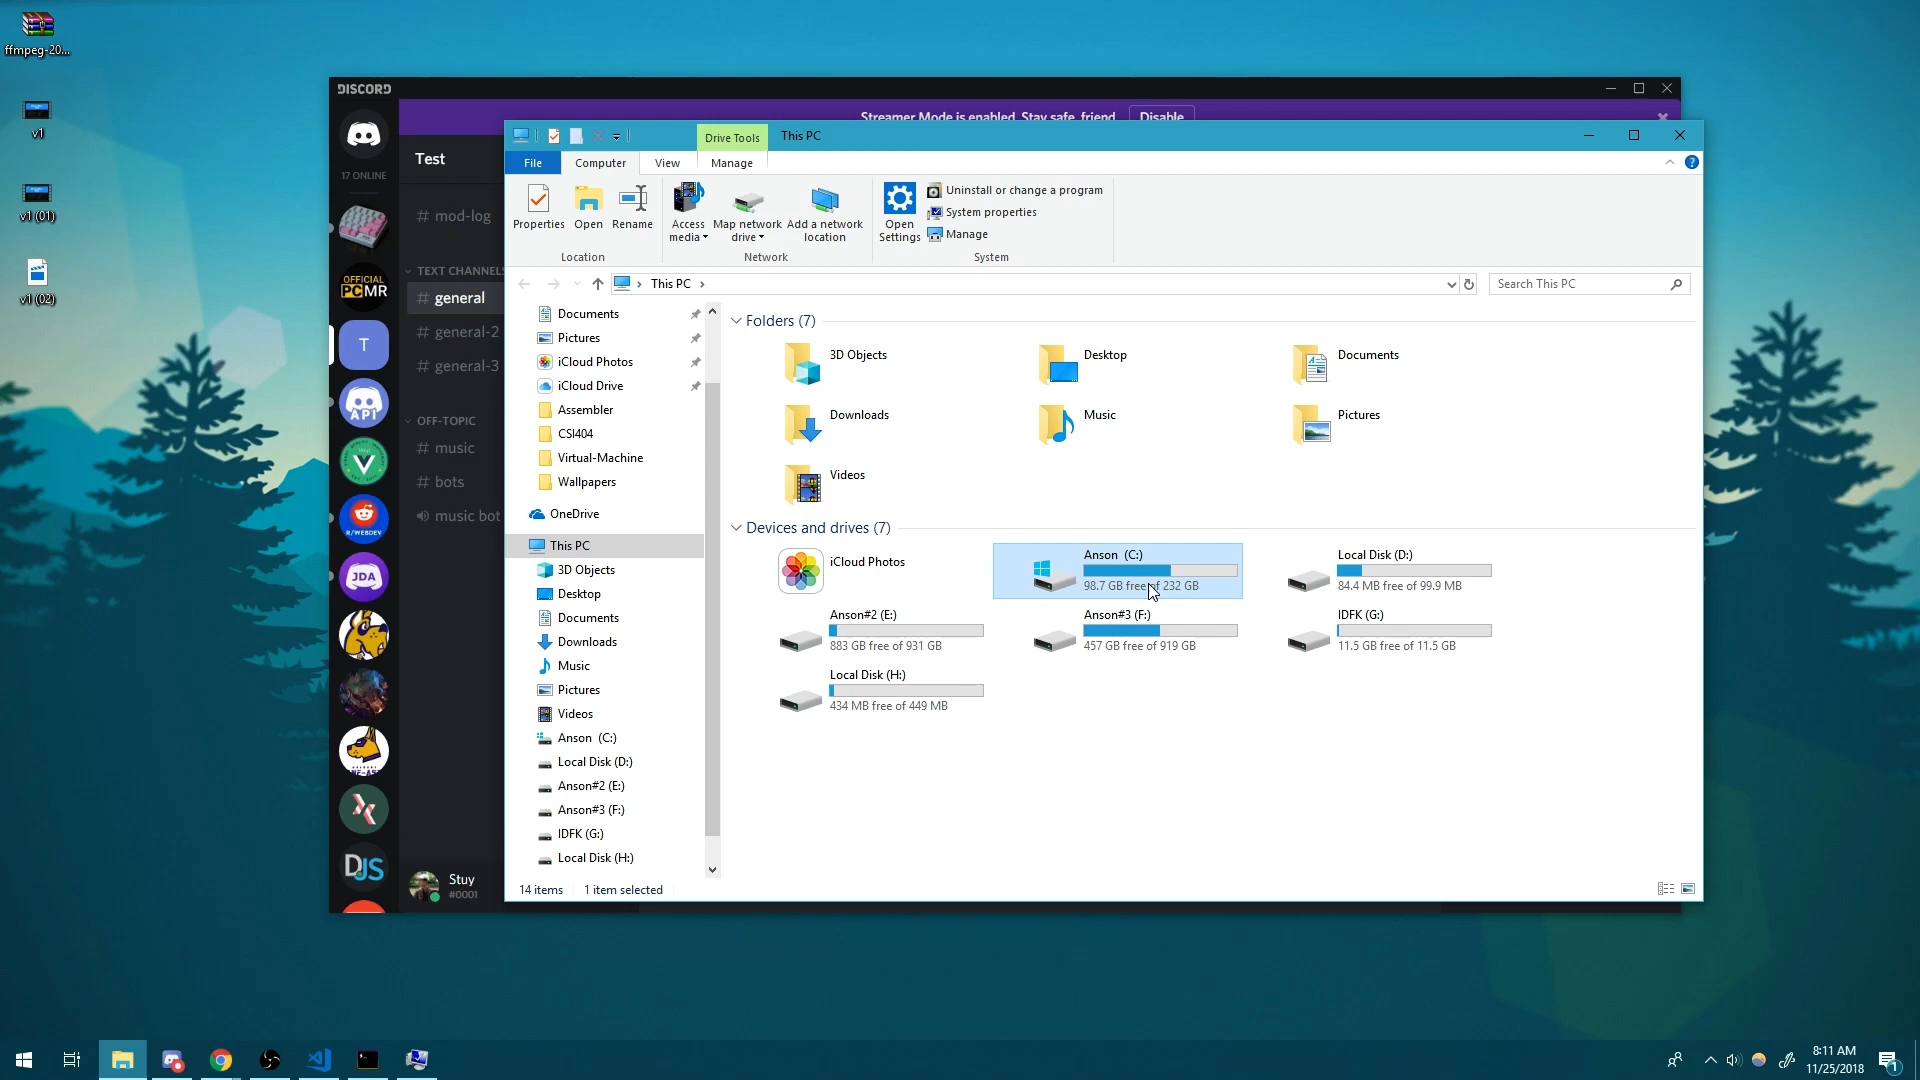 ffmpeg-20...
v1
v1 (01)
v1 (02)
DISCORD
Streamer Mode is enabled. Stay safe, friend.
Disable
17 ONLINE
OFFICIAL
PCMR
T
API
R/WEBDEV
JDA
DJS
Test
# mod-log
TEXT CHANNELS
# general
# general-2
# general-3
OFF-TOPIC
# music
# bots
music bot
Stuy
#0001
Drive Tools
This PC
File
Computer
View
Manage
Properties
Open
Rename
Access
media
Map network
drive
Add a network
location
Open
Settings
Uninstall or change a program
System properties
Manage
Location
Network
System
This PC
Search This PC
Documents
Pictures
iCloud Photos
iCloud Drive
Assembler
CSI404
Virtual-Machine
Wallpapers
OneDrive
This PC
3D Objects
Desktop
Documents
Downloads
Music
Pictures
Videos
Anson (C:)
Local Disk (D:)
Anson#2 (E:)
Anson#3 (F:)
IDFK (G:)
Local Disk (H:)
Folders (7)
3D Objects
Desktop
Documents
Downloads
Music
Pictures
Videos
Devices and drives (7)
iCloud Photos
Anson (C:)
98.7 GB free of 232 GB
Local Disk (D:)
84.4 MB free of 99.9 MB
Anson#2 (E:)
883 GB free of 931 GB
Anson#3 (F:)
457 GB free of 919 GB
IDFK (G:)
11.5 GB free of 11.5 GB
Local Disk (H:)
434 MB free of 449 MB
14 items
1 item selected
8:11 AM
11/25/2018
1